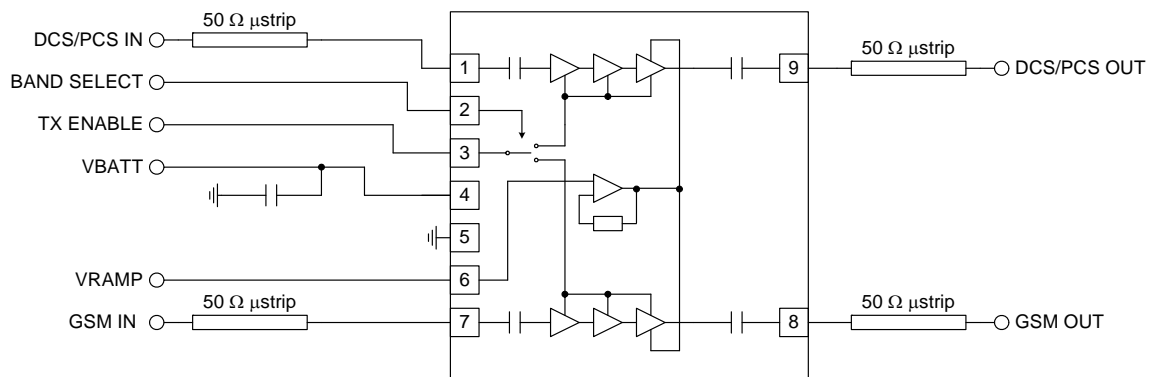 50 Ω μstrip
DCS/PCS IN
BAND SELECT
TX ENABLE
VBATT
VRAMP
50 Ω μstrip
GSM IN
1
2
3
4
5
6
7
9
8
50 Ω μstrip
DCS/PCS OUT
50 Ω μstrip
GSM OUT